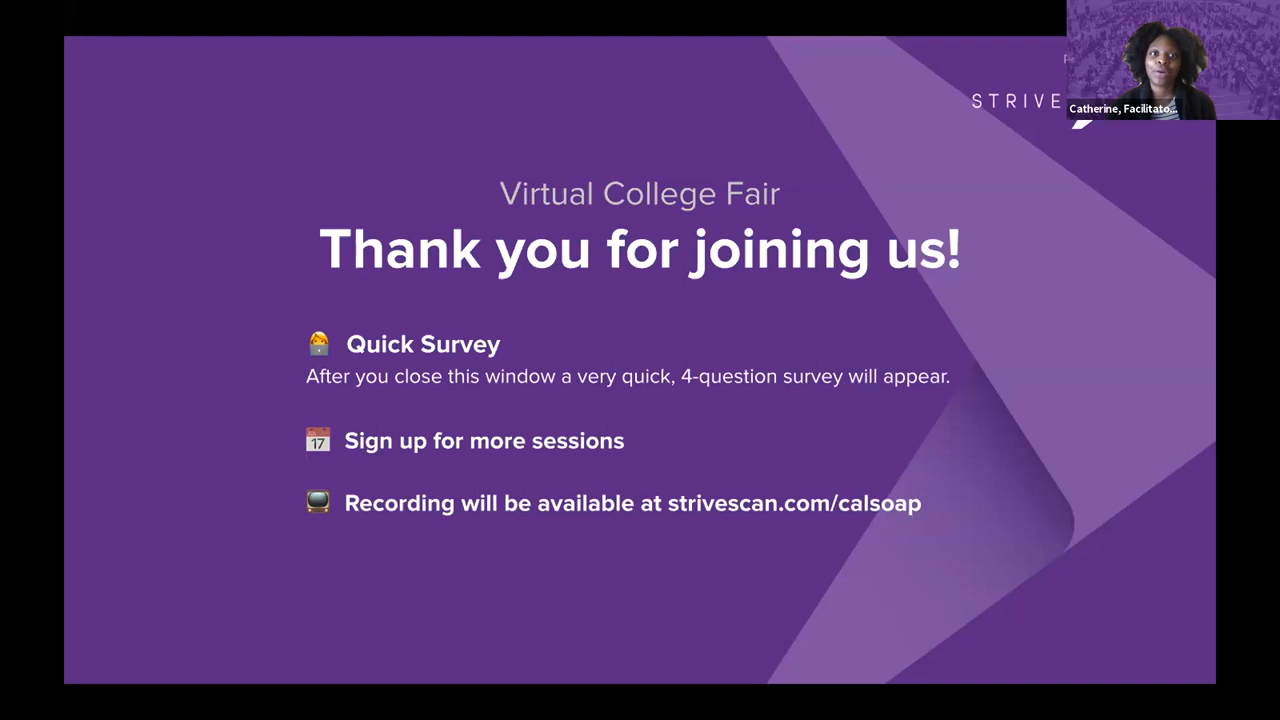 STRIVE
Catherine, Facilitato...
Virtual College Fair
Thank you for joining us!
Quick Survey
After you close this window a very quick, 4-question survey will appear.
17
Sign up for more sessions
Recording will be available at strivescan.com/calsoap